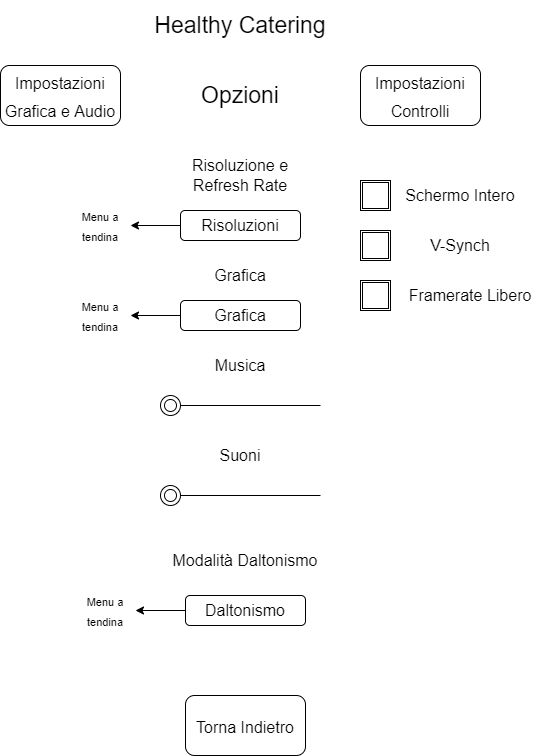 Healthy Catering
Impostazioni
Grafica e Audio
Opzioni
Impostazioni
Controlli
Risoluzione e
Refresh Rate
Menu a
tendina
Risoluzioni
Schermo Intero
V-Synch
Grafica
Framerate Libero
Menu a
tendina
Grafica
Musica
Suoni
Modalità Daltonismo
Menu a
tendina
Daltonismo
Torna Indietro